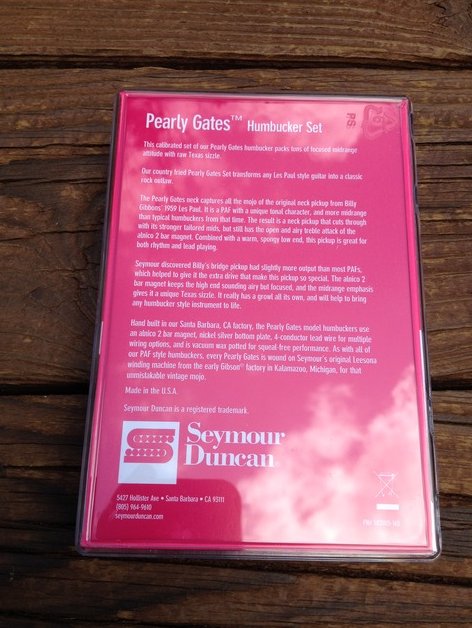 Pearly Gates™ Humbucker Set
PS
This calibrated set of our Pearly Gates humbucker packs tons of focused midrange
attitude with raw Texas sizzle.
Our country fried Pearly Gates Set transforms any Les Paul style guitar into a classic
rock outlaw.
The Pearly Gates neck captures all the mojo of the original neck pickup from Billy
Gibbons' 1959 Les Paul. It is a PAF with a unique tonal character, and more midrange
than typical humbuckers from that time. The result is a neck pickup that cuts through
with its stronger tailored mids, but still has the open and airy treble attack of the
alnico 2 bar magnet. Combined with a warm, spongy low end, this pickup is great for
both rhythm and lead playing.
Seymour discovered Billy's bridge pickup had slightly more output than most PAFs,
which helped to give it the extra drive that make this pickup so special. The alnico 2
bar magnet keeps the high end sounding airy but focused, and the midrange emphasis
gives it a unique Texas sizzle. It really has a growl all its own, and will help to bring
any humbucker style instrument to life.
Hand built in our Santa Barbara, CA factory, the Pearly Gates model humbuckers use
an alnico 2 bar magnet, nickel silver bottom plate, 4-conductor lead wire for multiple
wiring options, and is vacuum wax potted for squeal-free performance. As with all of
our PAF style humbuckers, every Pearly Gates is wound on Seymour's original Leesona
winding machine from the early Gibson® factory in Kalamazoo, Michigan, for that
unmistakable vintage mojo.
Made in the U.S.A.
Seymour Duncan is a registered trademark.
Seymour
Duncan
5427 Hollister Ave • Santa Barbara • CA 93111
(805) 964-9610
seymourduncan.com